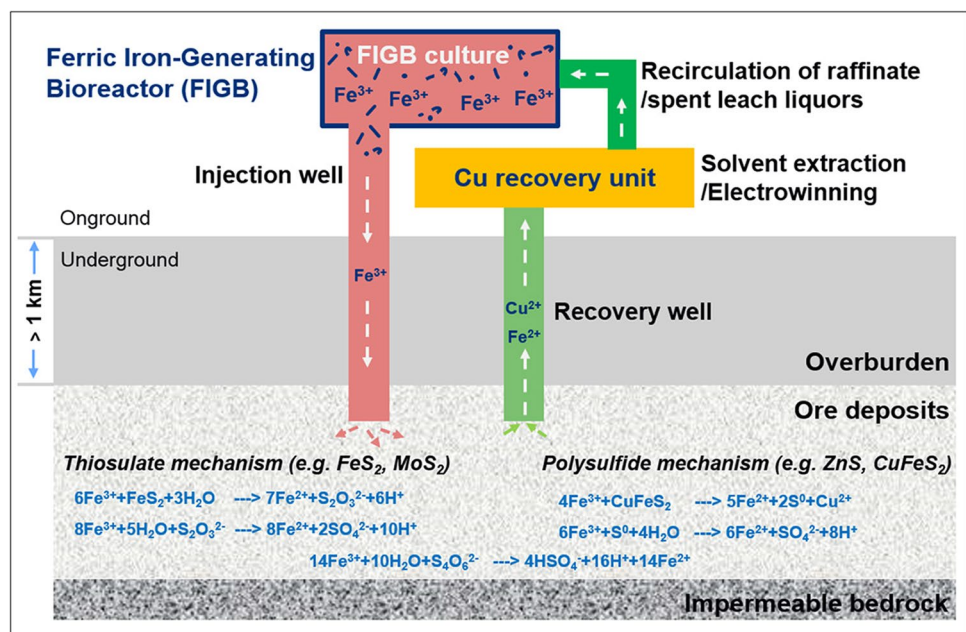 Ferric Iron-Generating
Bioreactor (FIGB)
FIGB culture
Fe³⁺ Fe³⁺ Fe³⁺ Fe³⁺
Recirculation of raffinate
/spent leach liquors
Injection well
Cu recovery unit
Solvent extraction
/Electrowinning
Onground
Underground
> 1 km
Fe³⁺
Cu²⁺
Fe²⁺
Recovery well
Overburden
Ore deposits
Thiosulate mechanism (e.g. FeS₂, MoS₂)
6Fe³⁺+FeS₂+3H₂O ---> 7Fe²⁺+S₂O₃²⁻+6H⁺
8Fe³⁺+5H₂O+S₂O₃²⁻ ---> 8Fe²⁺+2SO₄²⁻+10H⁺
Polysulfide mechanism (e.g. ZnS, CuFeS₂)
4Fe³⁺+CuFeS₂ ---> 5Fe²⁺+2S⁰+Cu²⁺
6Fe³⁺+S⁰+4H₂O ---> 6Fe²⁺+SO₄²⁻+8H⁺
14Fe³⁺+10H₂O+S₄O₆²⁻ ---> 4HSO₄⁻+16H⁺+14Fe²⁺
Impermeable bedrock